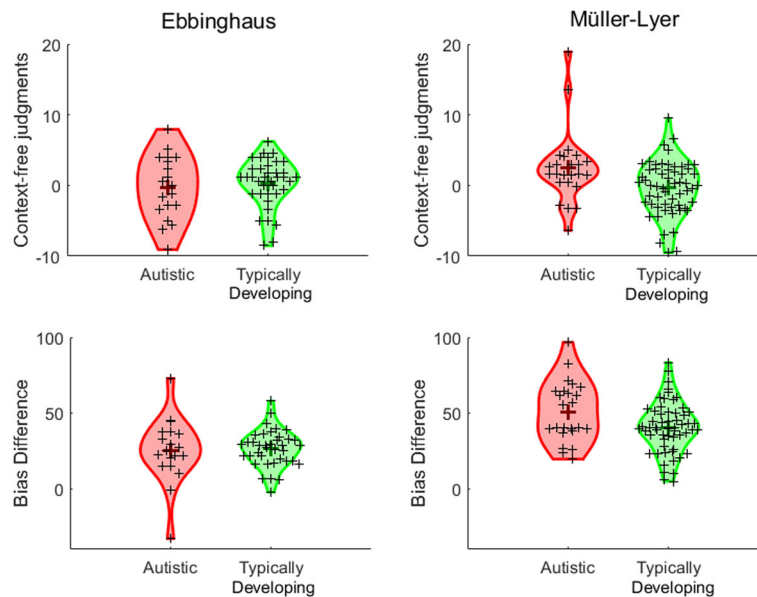 Ebbinghaus
Müller-Lyer
Context-free judgments
20
10
0
-10
Autistic
Typically
Developing
Context-free judgments
20
10
0
-10
Autistic
Typically
Developing
Bias Difference
100
50
0
Autistic
Typically
Developing
Bias Difference
100
50
0
Autistic
Typically
Developing